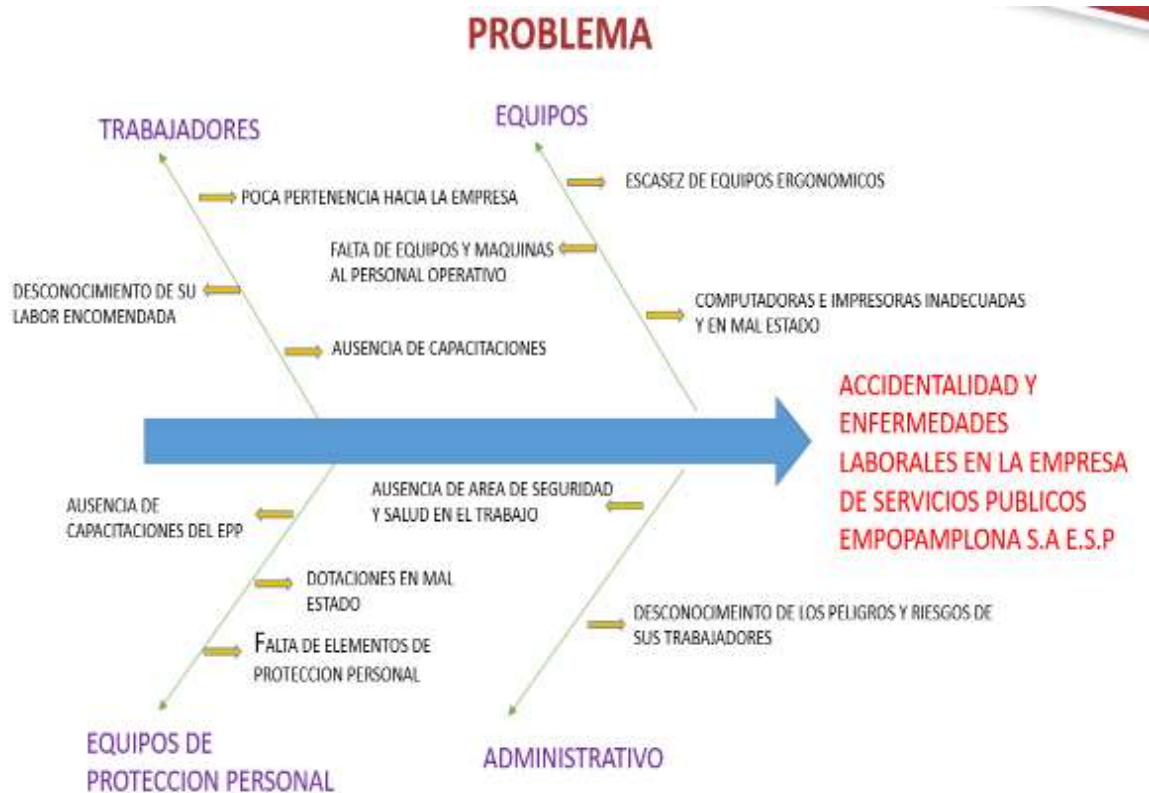 PROBLEMA
TRABAJADORES
POCA PERTENENCIA HACIA LA EMPRESA
DESCONOCIMIENTO DE SU
LABOR ENCOMENDADA
AUSENCIA DE CAPACITACIONES
EQUIPOS
ESCASEZ DE EQUIPOS ERGONOMICOS
FALTA DE EQUIPOS Y MAQUINAS
AL PERSONAL OPERATIVO
COMPUTADORAS E IMPRESORAS INADECUADAS
Y EN MAL ESTADO
ACCIDENTALIDAD Y
ENFERMEDADES
LABORALES EN LA EMPRESA
DE SERVICIOS PUBLICOS
EMPOPAMPLONA S.A E.S.P
AUSENCIA DE
CAPACITACIONES DEL EPP
DOTACIONES EN MAL
ESTADO
FALTA DE ELEMENTOS DE
PROTECCION PERSONAL
EQUIPOS DE
PROTECCION PERSONAL
AUSENCIA DE AREA DE SEGURIDAD
Y SALUD EN EL TRABAJO
DESCONOCIMEINTO DE LOS PELIGROS Y RIESGOS DE
SUS TRABAJADORES
ADMINISTRATIVO